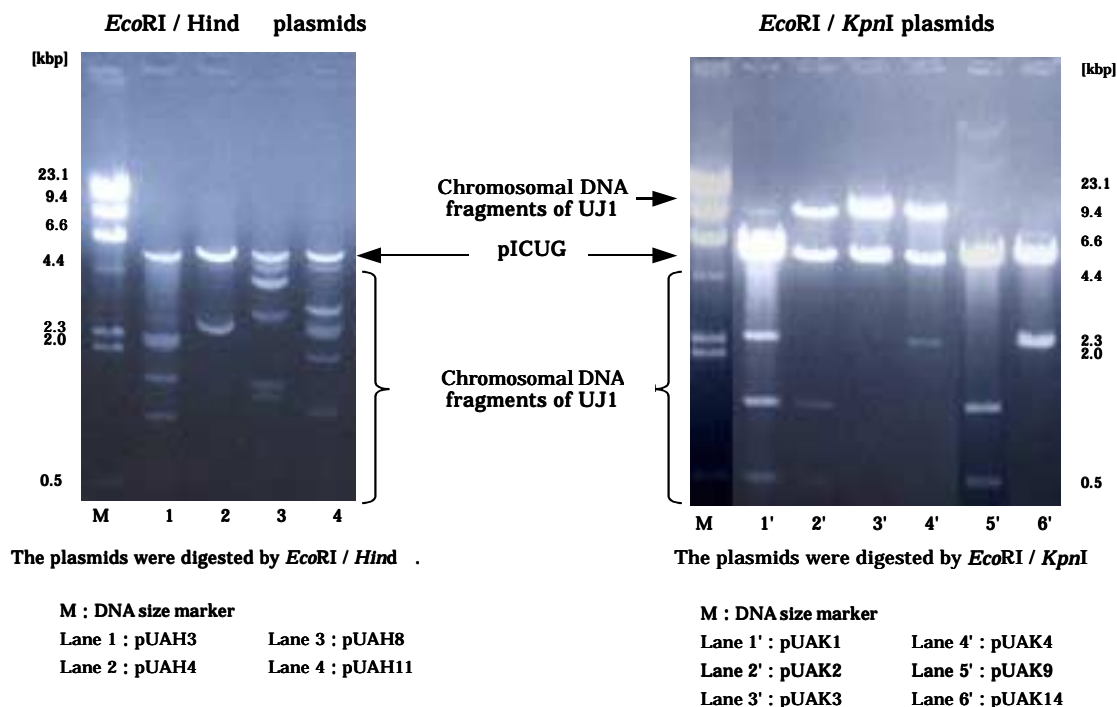 EcoRI / Hind plasmids
[kbp]
23.1
9.4
6.6
4.4
2.3
2.0
0.5
M 1 2 3 4
The plasmids were digested by EcoRI / Hind .
M : DNA size marker
Lane 1 : pUAH3 Lane 3 : pUAH8
Lane 2 : pUAH4 Lane 4 : pUAH11
Chromosomal DNA
fragments of UJ1
pICUG
Chromosomal DNA
fragments of UJ1
EcoRI / KpnI plasmids
[kbp]
23.1
9.4
6.6
4.4
2.3
2.0
0.5
M 1' 2' 3' 4' 5' 6'
The plasmids were digested by EcoRI / KpnI
M : DNA size marker
Lane 1' : pUAK1 Lane 4' : pUAK4
Lane 2' : pUAK2 Lane 5' : pUAK9
Lane 3' : pUAK3 Lane 6' : pUAK14